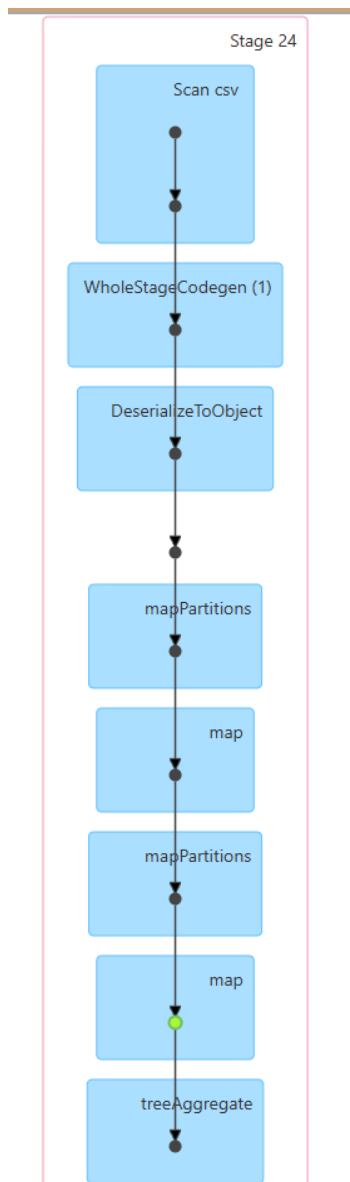 Stage 24
Scan csv
WholeStageCodegen (1)
DeserializeToObject
mapPartitions
map
mapPartitions
map
treeAggregate